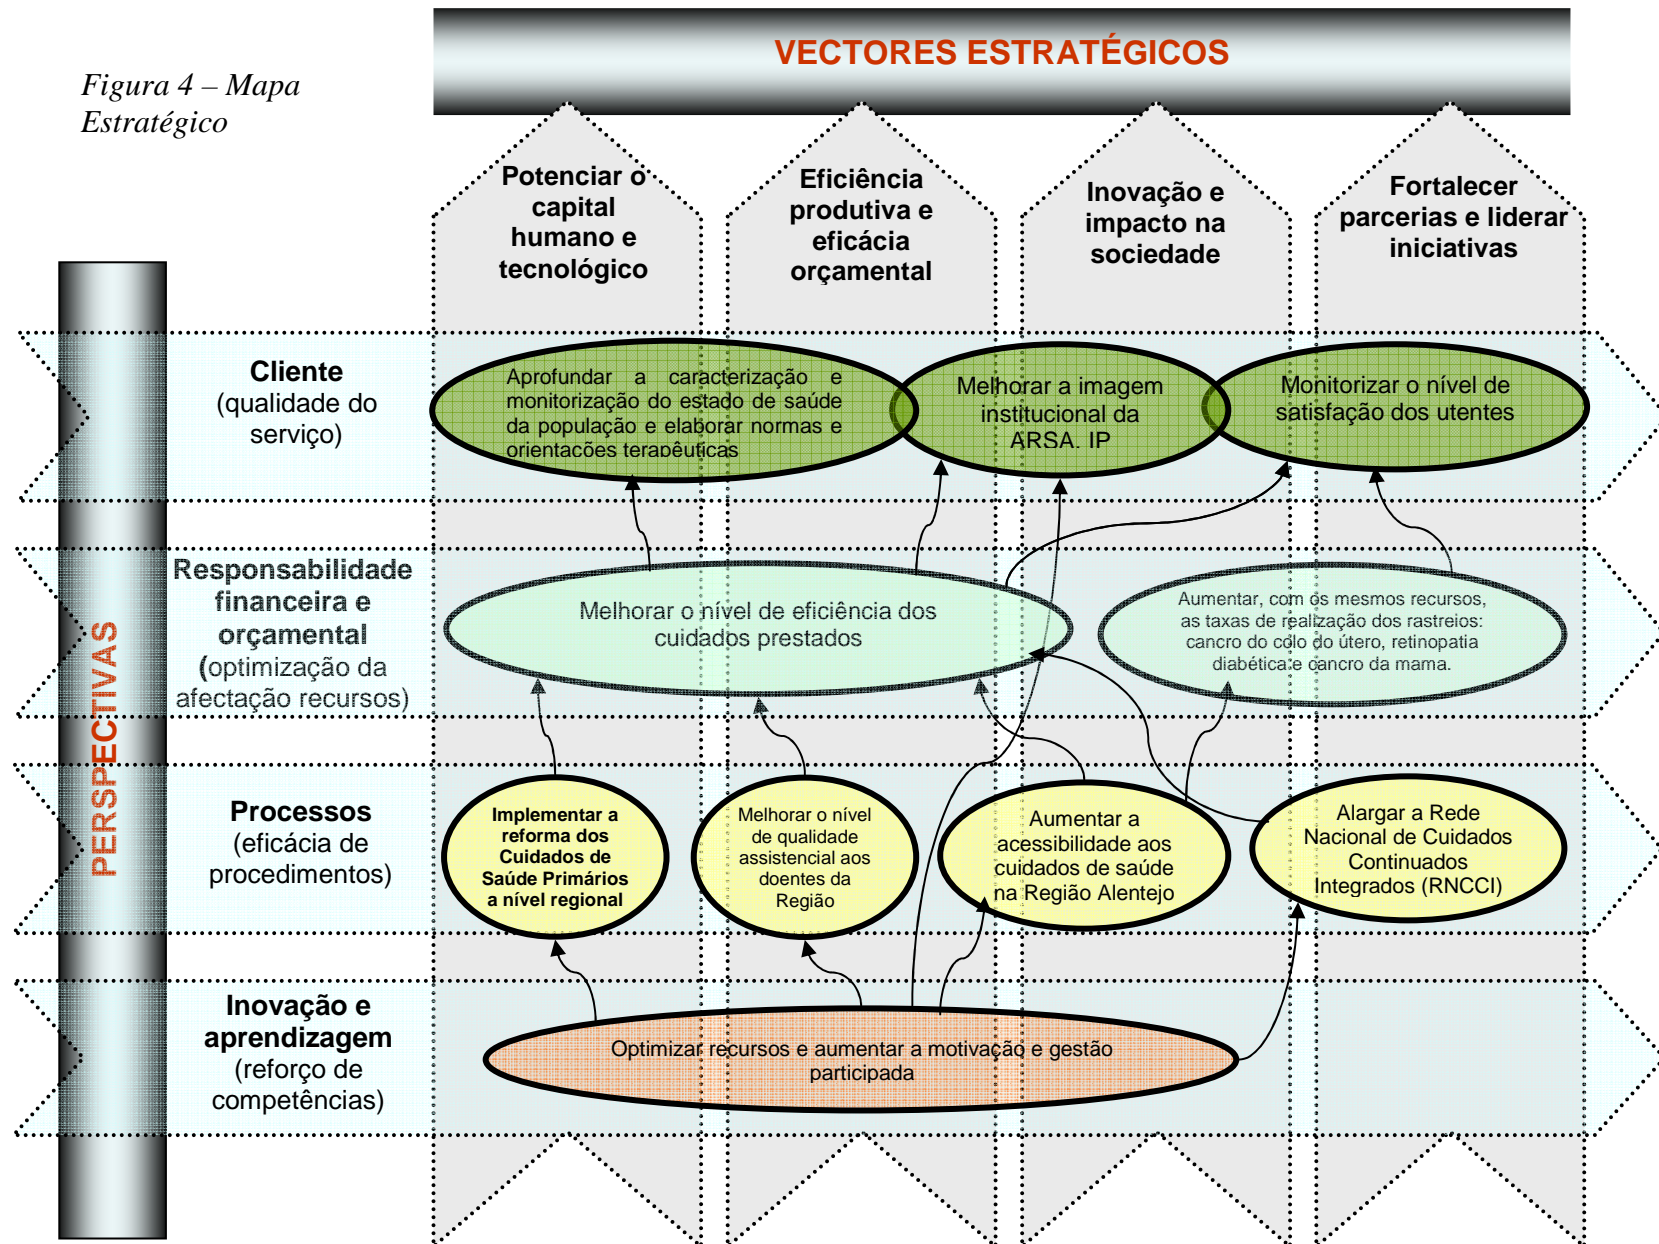 VECTORES ESTRATÉGICOS
Figura 4 – Mapa
Estratégico
Potenciar o
capital
humano e
tecnológico
Eficiência
produtiva e
eficácia
orçamental
Inovação e
impacto na
sociedade
Fortalecer
parcerias e liderar
iniciativas
PERSPECTIVAS
Cliente
(qualidade do
serviço)
Aprofundar a caracterização e
monitorização do estado de saúde
da população e elaborar normas e
orientações terapêuticas
Melhorar a imagem
institucional da
ARSA, IP
Monitorizar o nível de
satisfação dos utentes
Responsabilidade
financeira e
orçamental
(optimização da
afectação recursos)
Melhorar o nível de eficiência dos
cuidados prestados
Aumentar, com os mesmos recursos,
as taxas de realização dos rastreios:
cancro do colo do útero, retinopatia
diabética e cancro da mama.
Processos
(eficácia de
procedimentos)
Implementar a
reforma dos
Cuidados de
Saúde Primários
a nível regional
Melhorar o nível
de qualidade
assistencial aos
doentes da
Região
Aumentar a
acessibilidade aos
cuidados de saúde
na Região Alentejo
Alargar a Rede
Nacional de Cuidados
Continuados
Integrados (RNCCI)
Inovação e
aprendizagem
(reforço de
competências)
Optimizar recursos e aumentar a motivação e gestão
participada